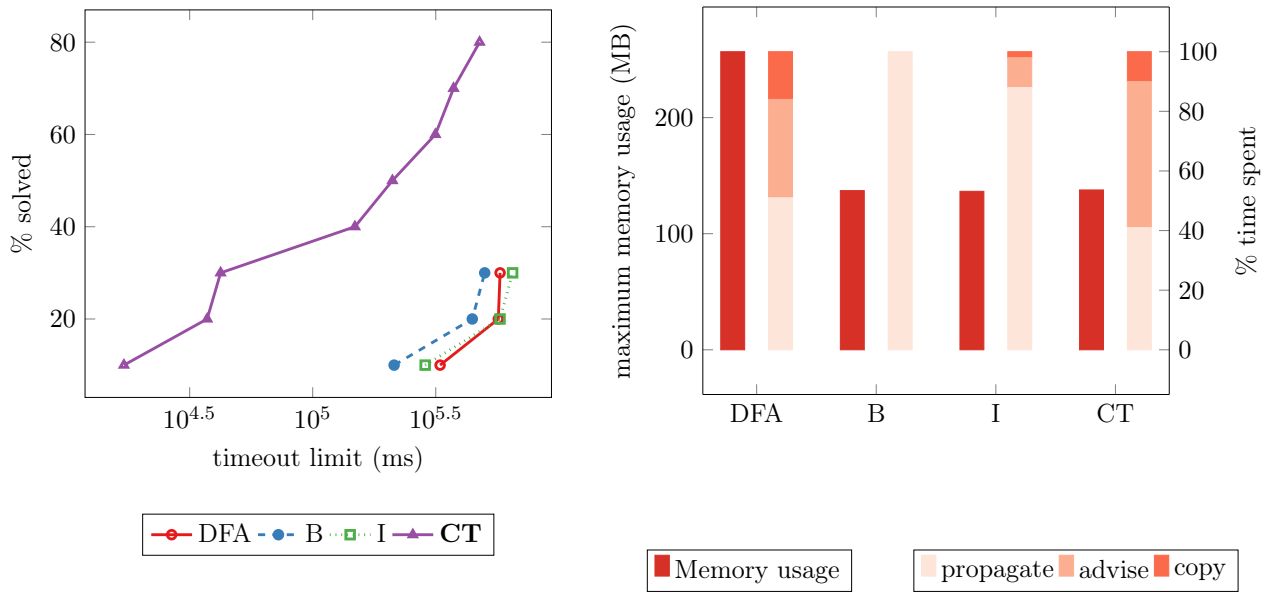 80
60
40
20
% solved
10^4.5
10^5
10^5.5
timeout limit (ms)
DFA B I CT
maximum memory usage (MB)
200
100
0
100
80
60
40
20
0
% time spent
DFA B I CT
Memory usage
propagate advise copy